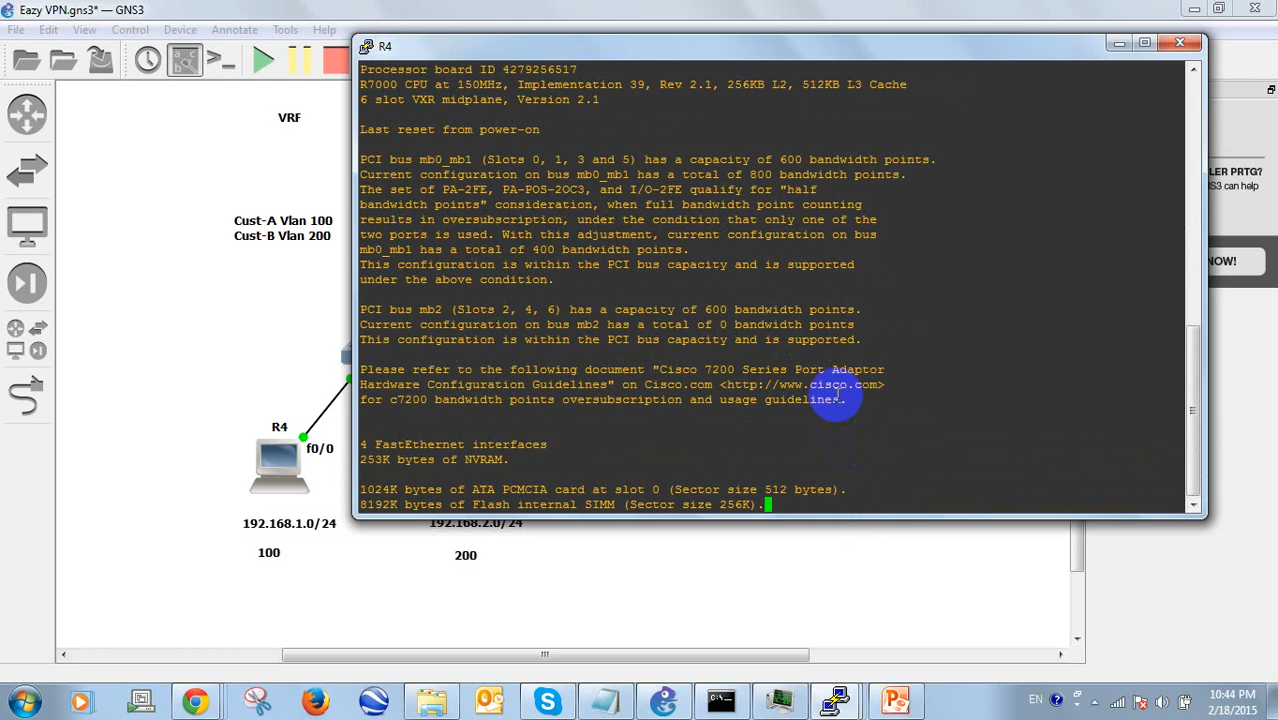 Eazy VPN.gns3* — GNS3
File Edit View Control Device Annotate Tools Help
R4
Processor board ID 4279256517
R7000 CPU at 150MHz, Implementation 39, Rev 2.1, 256KB L2, 512KB L3 Cache
6 slot VXR midplane, Version 2.1
Last reset from power-on
PCI bus mb0_mb1 (Slots 0, 1, 3 and 5) has a capacity of 600 bandwidth points.
Current configuration on bus mb0_mb1 has a total of 800 bandwidth points.
The set of PA-2FE, PA-POS-2OC3, and I/O-2FE qualify for "half
bandwidth points" consideration, when full bandwidth point counting
results in oversubscription, under the condition that only one of the
two ports is used. With this adjustment, current configuration on bus
mb0_mb1 has a total of 400 bandwidth points.
This configuration is within the PCI bus capacity and is supported
under the above condition.
PCI bus mb2 (Slots 2, 4, 6) has a capacity of 600 bandwidth points.
Current configuration on bus mb2 has a total of 0 bandwidth points
This configuration is within the PCI bus capacity and is supported.
Please refer to the following document "Cisco 7200 Series Port Adaptor
Hardware Configuration Guidelines" on Cisco.com <http://www.cisco.com>
for c7200 bandwidth points oversubscription and usage guidelines.
4 FastEthernet interfaces
253K bytes of NVRAM.
1024K bytes of ATA PCMCIA card at slot 0 (Sector size 512 bytes).
8192K bytes of Flash internal SIMM (Sector size 256K).
VRF
Cust-A Vlan 100
Cust-B Vlan 200
R4
f0/0
192.168.1.0/24
192.168.2.0/24
100
200
LER PRTG?
NS3 can help
NOW!
EN
10:44 PM
2/18/2015